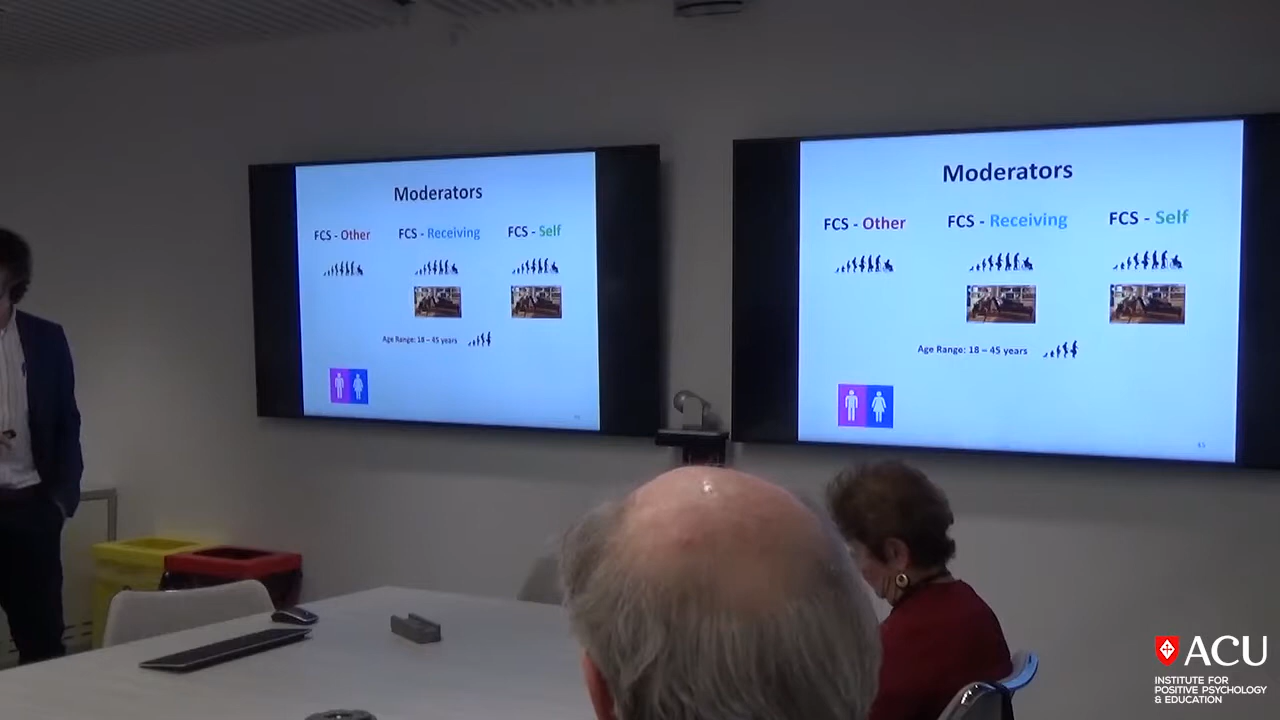 Moderators
FCS - Other FCS - Receiving FCS - Self
Age Range: 18 – 45 years
Moderators
FCS - Other FCS - Receiving FCS - Self
Age Range: 18 – 45 years
ACU
INSTITUTE FOR
POSITIVE PSYCHOLOGY
& EDUCATION